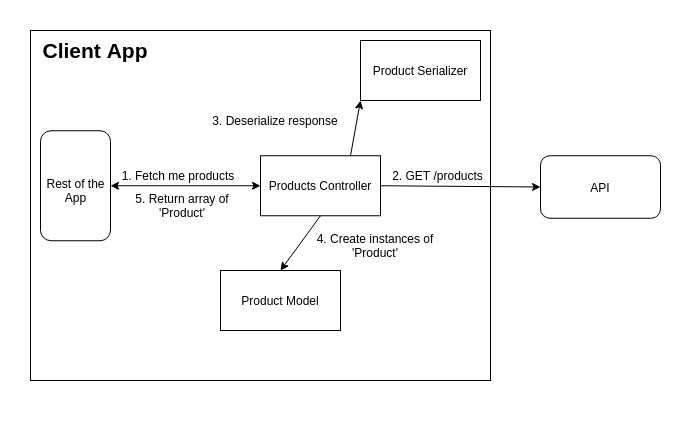 Client App
Product Serializer
3. Deserialize response
1. Fetch me products
2. GET /products
Rest of the
App
Products Controller
API
5. Return array of
'Product'
4. Create instances of
'Product'
Product Model